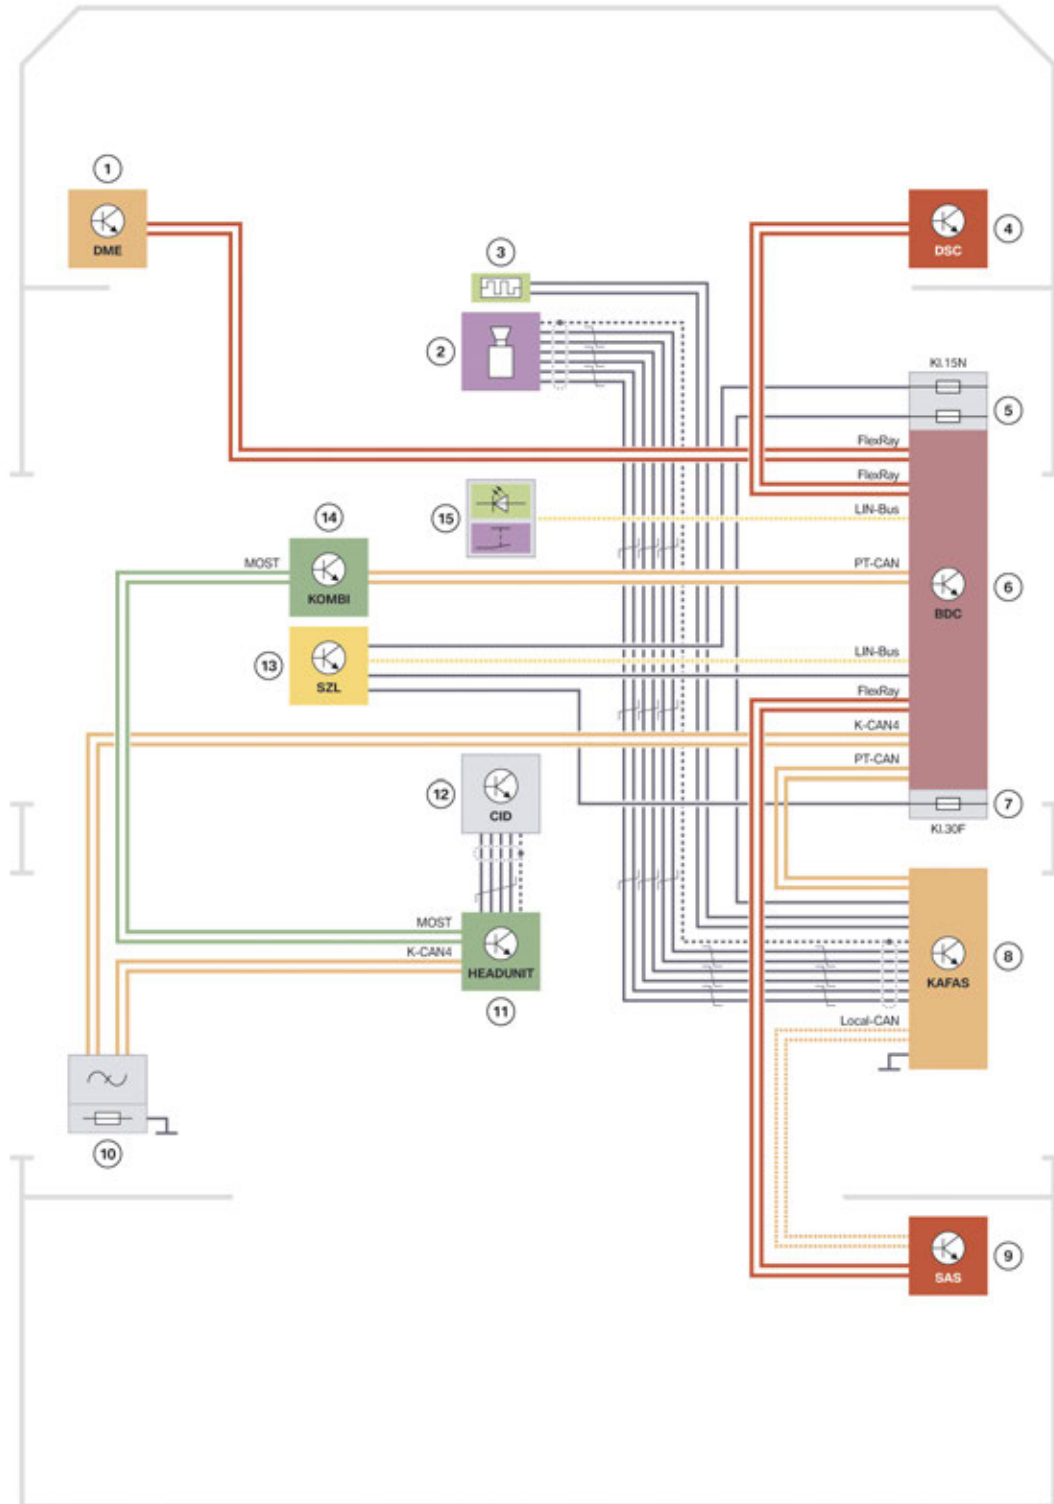 1
DME
DSC
4
3
2
Kl.15N
5
FlexRay
FlexRay
15
LIN-Bus
14
MOST
KOMBI
PT-CAN
BDC
6
LIN-Bus
13
SZL
FlexRay
K-CAN4
PT-CAN
12
CID
7
Kl.30F
MOST
K-CAN4
HEADUNIT
11
KAFAS
8
Local-CAN
10
SAS
9